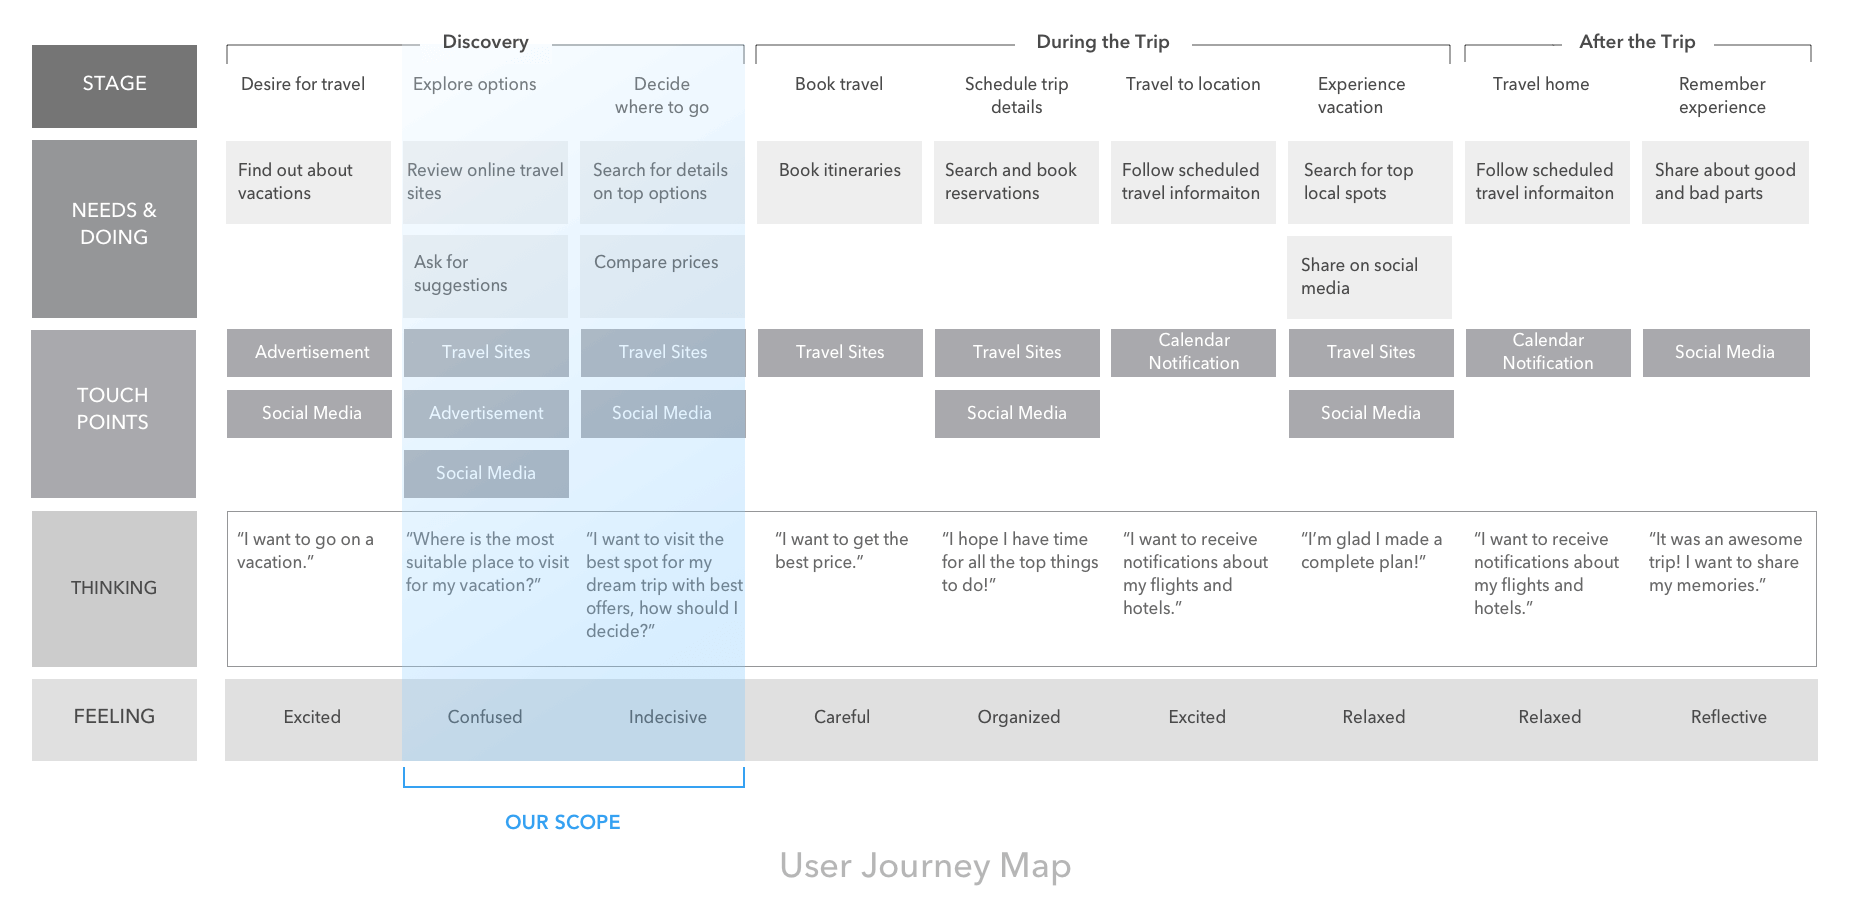 Discovery
During the Trip
After the Trip
STAGE
Desire for travel
Explore options
Decide
where to go
Book travel
Schedule trip
details
Travel to location
Experience
vacation
Travel home
Remember
experience
NEEDS &
DOING
Find out about
vacations
Review online travel
sites
Search for details
on top options
Book itineraries
Search and book
reservations
Follow scheduled
travel informaiton
Search for top
local spots
Follow scheduled
travel informaiton
Share about good
and bad parts
Ask for
suggestions
Compare prices
Share on social
media
TOUCH
POINTS
Advertisement
Travel Sites
Travel Sites
Travel Sites
Travel Sites
Calendar
Notification
Travel Sites
Calendar
Notification
Social Media
Social Media
Advertisement
Social Media
Social Media
Social Media
Social Media
THINKING
“I want to go on a
vacation.”
“Where is the most
suitable place to visit
for my vacation?”
“I want to visit the
best spot for my
dream trip with best
offers, how should I
decide?”
“I want to get the
best price.”
“I hope I have time
for all the top things
to do!”
“I want to receive
notifications about
my flights and
hotels.”
“I’m glad I made a
complete plan!”
“I want to receive
notifications about
my flights and
hotels.”
“It was an awesome
trip! I want to share
my memories.”
FEELING
Excited
Confused
Indecisive
Careful
Organized
Excited
Relaxed
Relaxed
Reflective
OUR SCOPE
User Journey Map